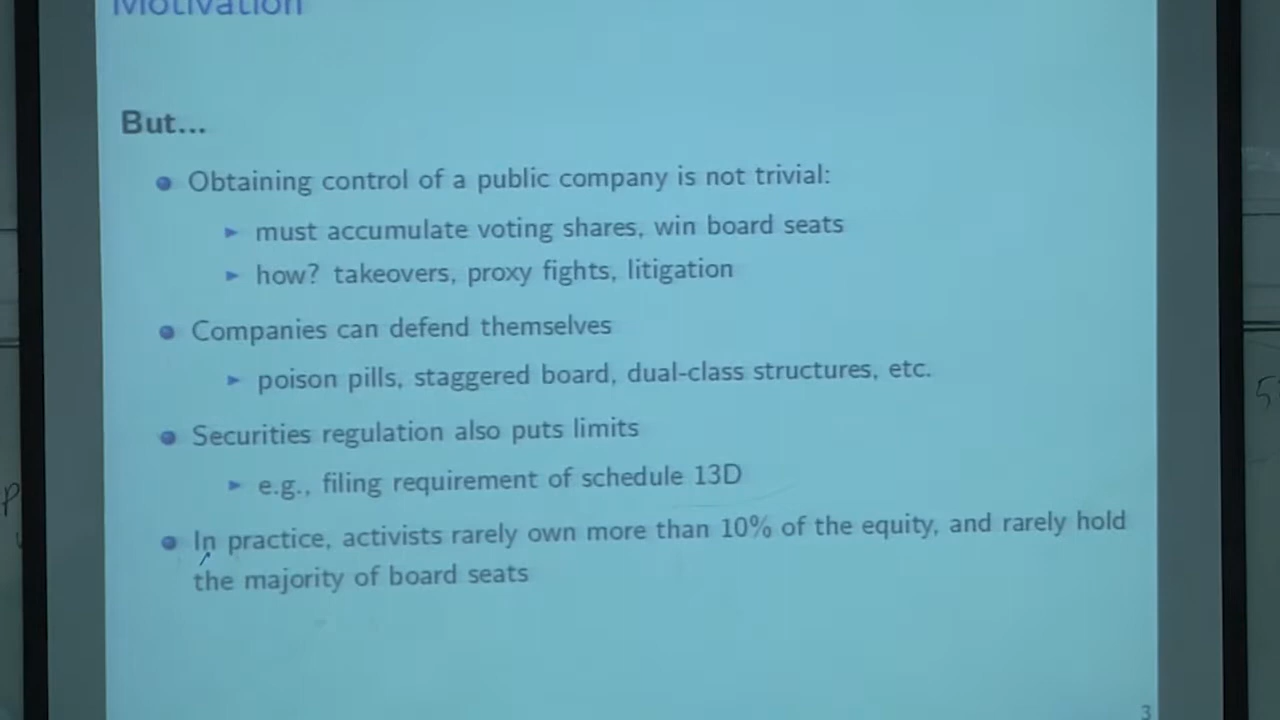 Motivation
But...
Obtaining control of a public company is not trivial:
must accumulate voting shares, win board seats
how? takeovers, proxy fights, litigation
Companies can defend themselves
poison pills, staggered board, dual-class structures, etc.
Securities regulation also puts limits
e.g., filing requirement of schedule 13D
In practice, activists rarely own more than 10% of the equity, and rarely hold
the majority of board seats
3